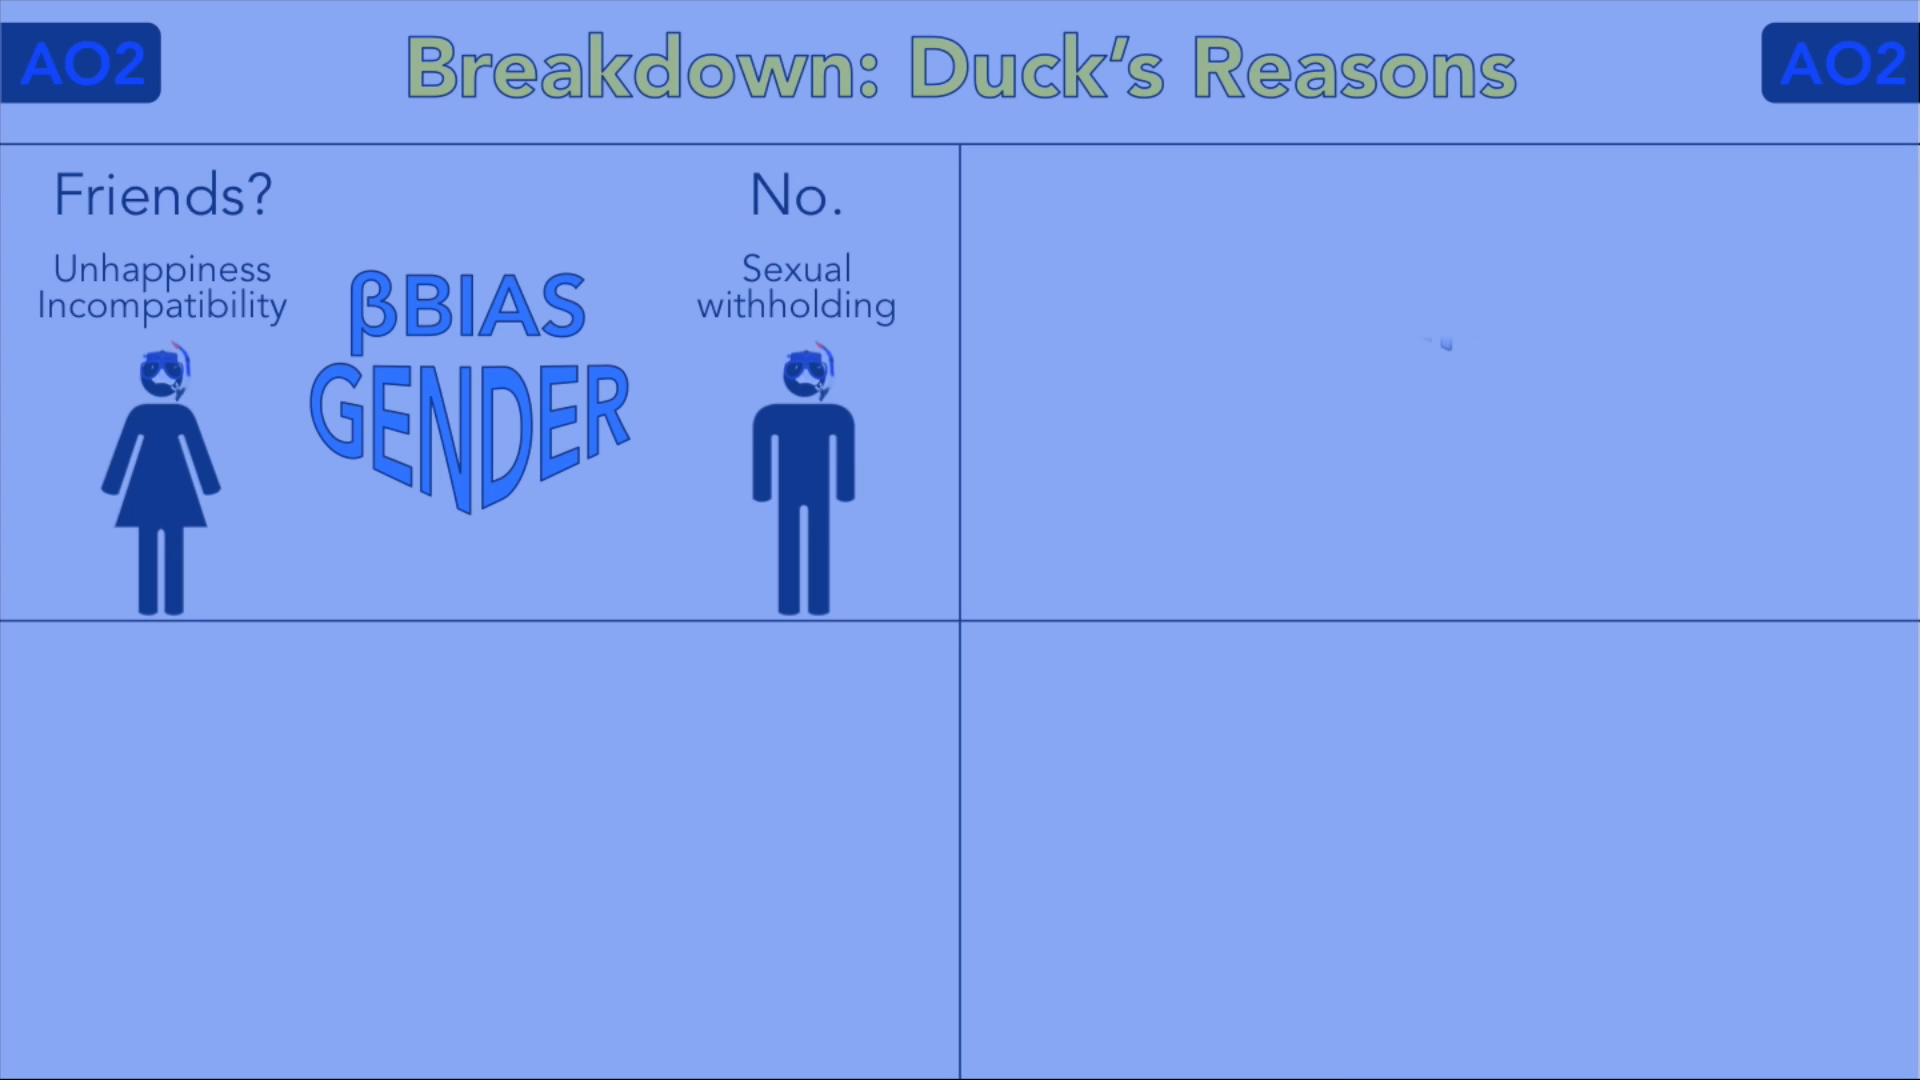 AO2
Breakdown: Duck’s Reasons
AO2
Friends?
Unhappiness
Incompatibility
βBIAS
GENDER
No.
Sexual
withholding